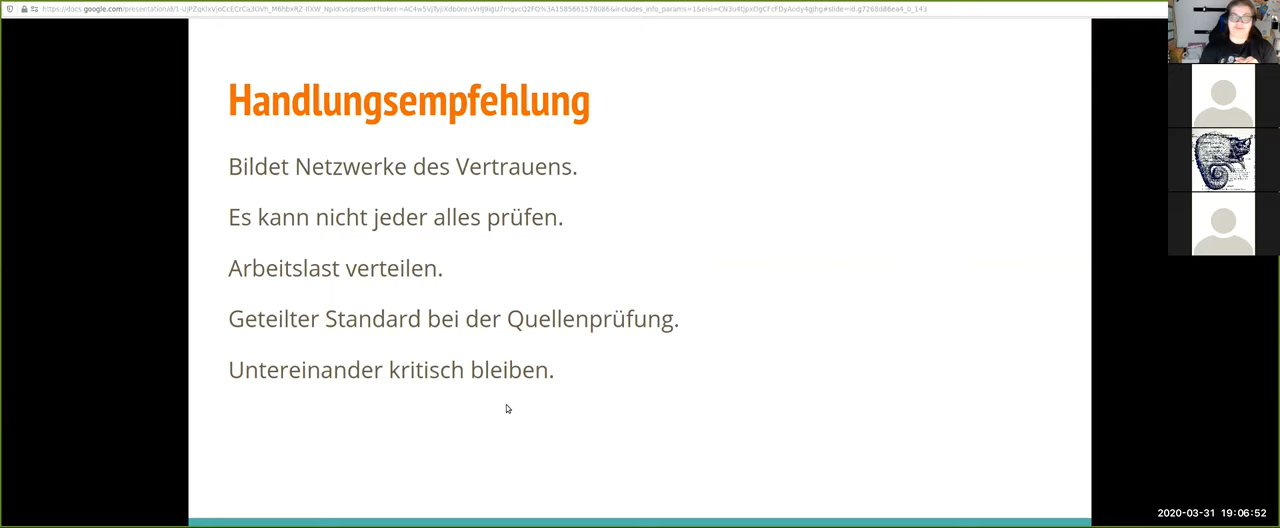 Handlungsempfehlung
Bildet Netzwerke des Vertrauens.
Es kann nicht jeder alles prüfen.
Arbeitslast verteilen.
Geteilter Standard bei der Quellenprüfung.
Untereinander kritisch bleiben.
2020-03-31 19:06:52